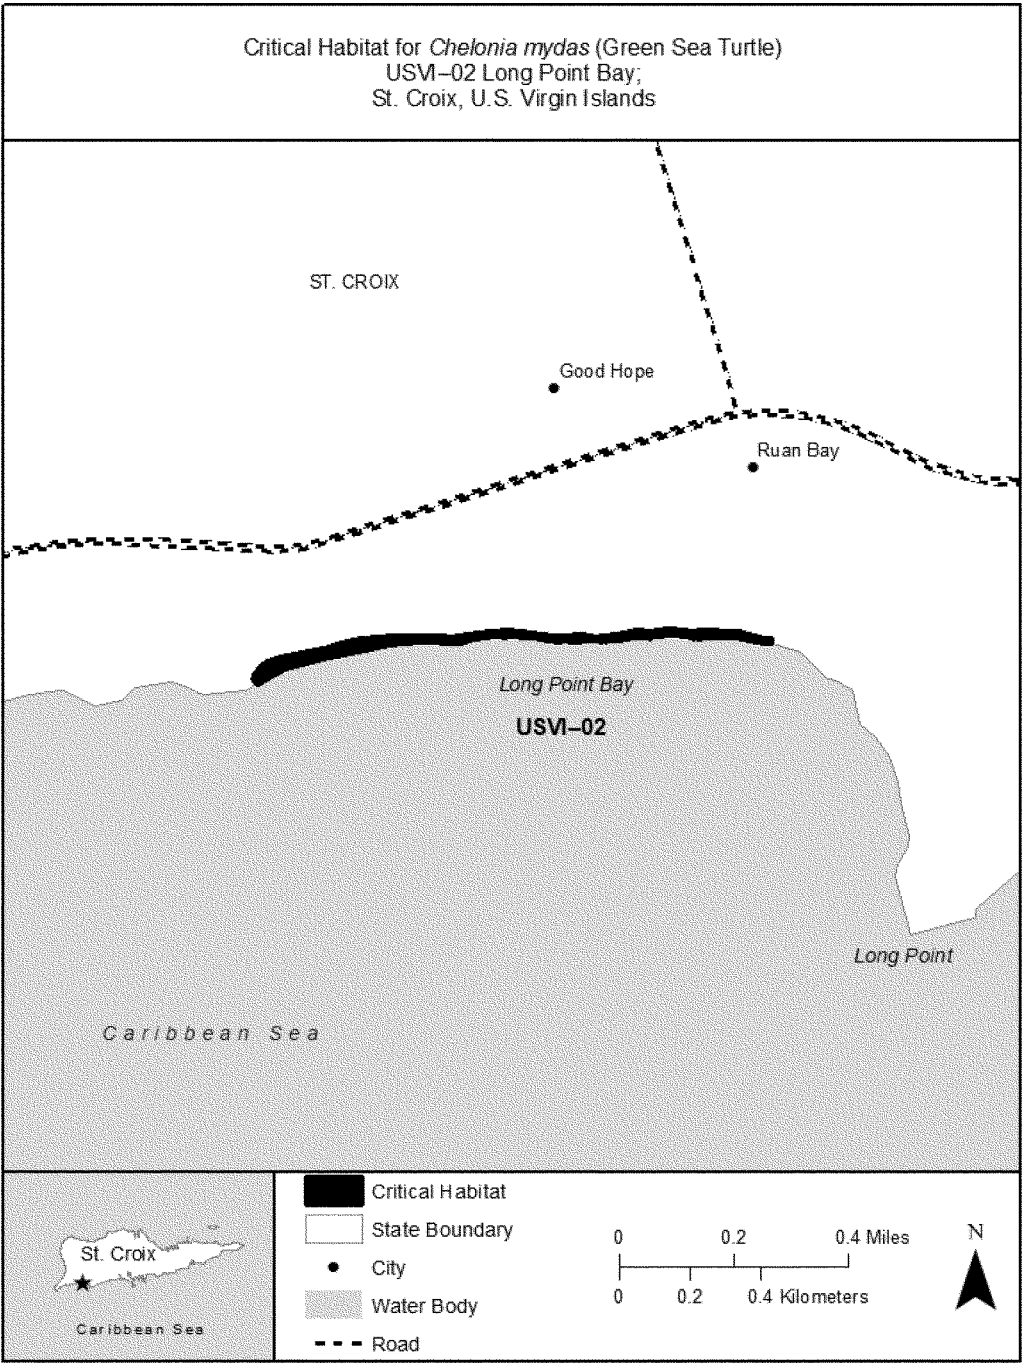 Critical Habitat for Chelonia mydas (Green Sea Turtle)
USVI–02 Long Point Bay;
St. Croix, U.S. Virgin Islands
ST. CROIX
Good Hope
Ruan Bay
Long Point Bay
USVI–02
Long Point
Caribbean Sea
St. Croix
Caribbean Sea
Critical Habitat
State Boundary
City
Water Body
Road
0 0.2 0.4 Miles
0 0.2 0.4 Kilometers
N